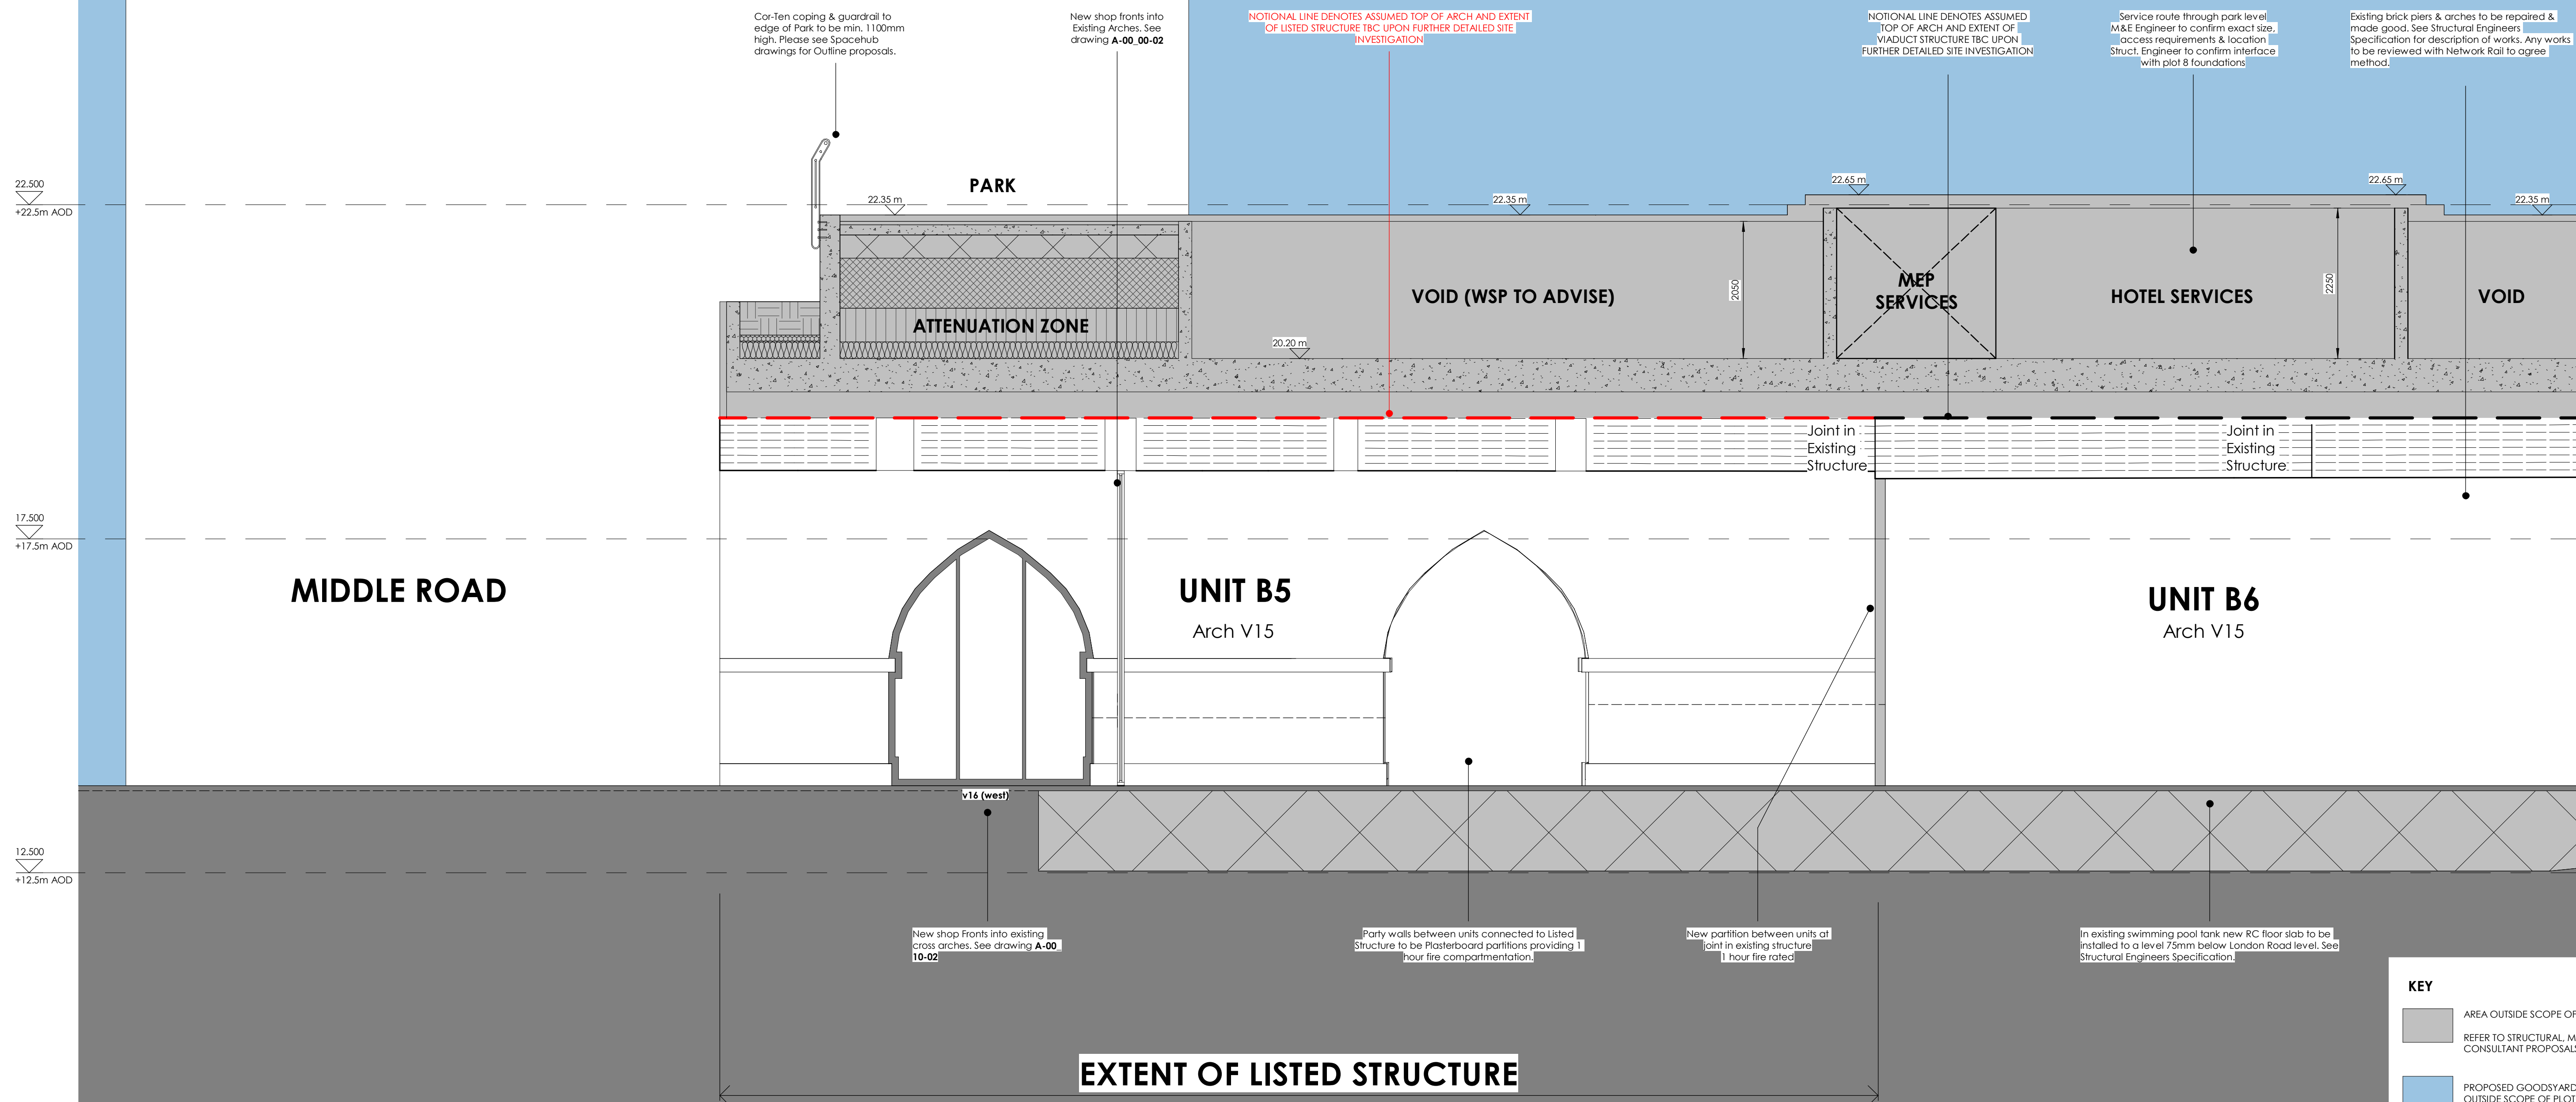 Cor-Ten coping & guardrail to
edge of Park to be min. 1100mm
high. Please see Spacehub
drawings for Outline proposals.
New shop fronts into
Existing Arches. See
drawing A-00_00-02
NOTIONAL LINE DENOTES ASSUMED TOP OF ARCH AND EXTENT
OF LISTED STRUCTURE TBC UPON FURTHER DETAILED SITE
INVESTIGATION
NOTIONAL LINE DENOTES ASSUMED
TOP OF ARCH AND EXTENT OF
VIADUCT STRUCTURE TBC UPON
FURTHER DETAILED SITE INVESTIGATION
Service route through park level
M&E Engineer to confirm exact size,
access requirements & location
Struct. Engineer to confirm interface
with plot 8 foundations
Existing brick piers & arches to be repaired &
made good. See Structural Engineers
Specification for description of works. Any works
to be reviewed with Network Rail to agree
method.
22.500
+22.5m AOD
PARK
22.35 m
22.35 m
22.65 m
22.65 m
22.35 m
ATTENUATION ZONE
VOID (WSP TO ADVISE)
2050
20.20 m
MEP
SERVICES
HOTEL SERVICES
2250
VOID
Joint in
Existing
Structure
Joint in
Existing
Structure
17.500
+17.5m AOD
MIDDLE ROAD
UNIT B5
Arch V15
UNIT B6
Arch V15
v16 (west)
12.500
+12.5m AOD
New shop Fronts into existing
cross arches. See drawing A-00_
10-02
Party walls between units connected to Listed
Structure to be Plasterboard partitions providing 1
hour fire compartmentation.
New partition between units at
joint in existing structure
1 hour fire rated
In existing swimming pool tank new RC floor slab to be
installed to a level 75mm below London Road level. See
Structural Engineers Specification.
EXTENT OF LISTED STRUCTURE
KEY
AREA OUTSIDE SCOPE OF
REFER TO STRUCTURAL, M
CONSULTANT PROPOSALS
PROPOSED GOODSYARD
OUTSIDE SCOPE OF PLOT